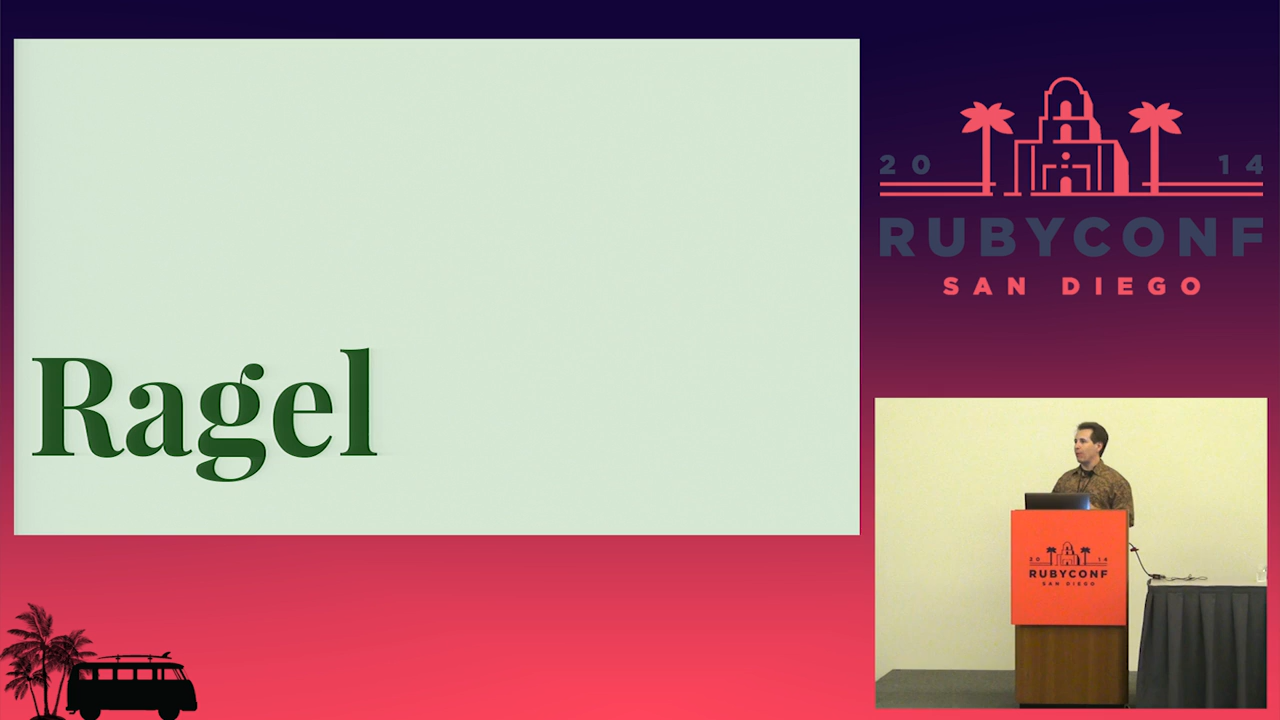 Ragel
20 14
RUBYCONF
SAN DIEGO
20 14
RUBYCONF
SAN DIEGO